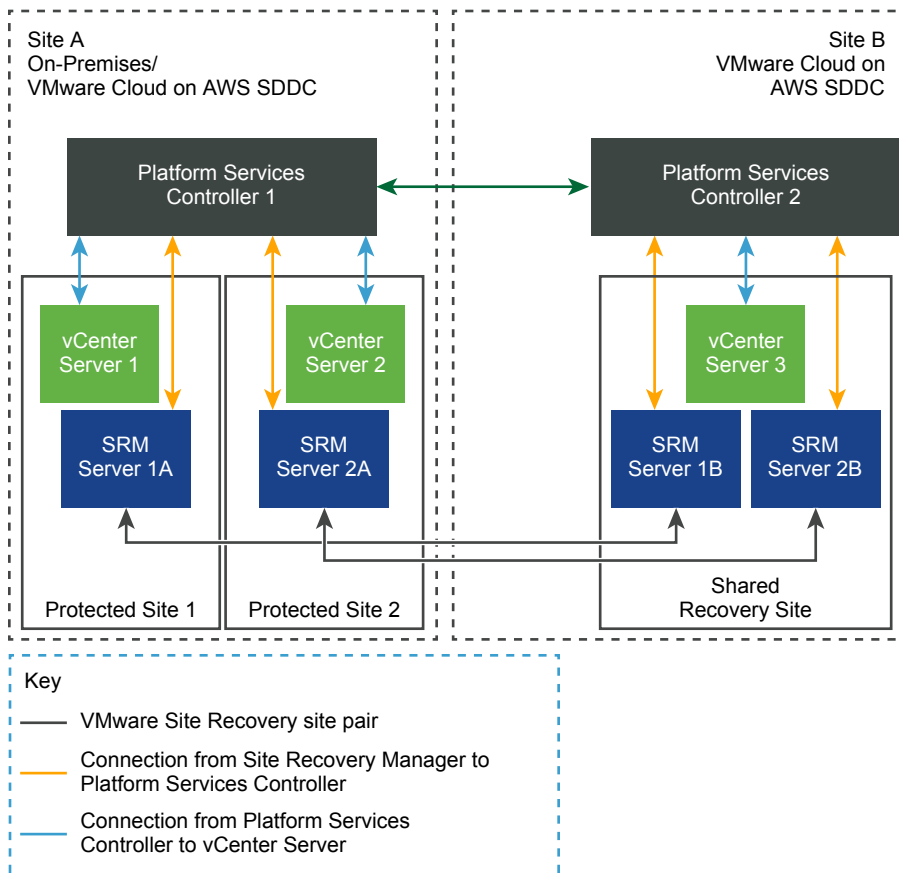 Site A
On-Premises/
VMware Cloud on AWS SDDC
Site B
VMware Cloud on
AWS SDDC
Platform Services
Controller 1
Platform Services
Controller 2
vCenter
Server 1
vCenter
Server 2
vCenter
Server 3
SRM
Server 1A
SRM
Server 2A
SRM
Server 1B
SRM
Server 2B
Protected Site 1
Protected Site 2
Shared
Recovery Site
Key
VMware Site Recovery site pair
Connection from Site Recovery Manager to
Platform Services Controller
Connection from Platform Services
Controller to vCenter Server